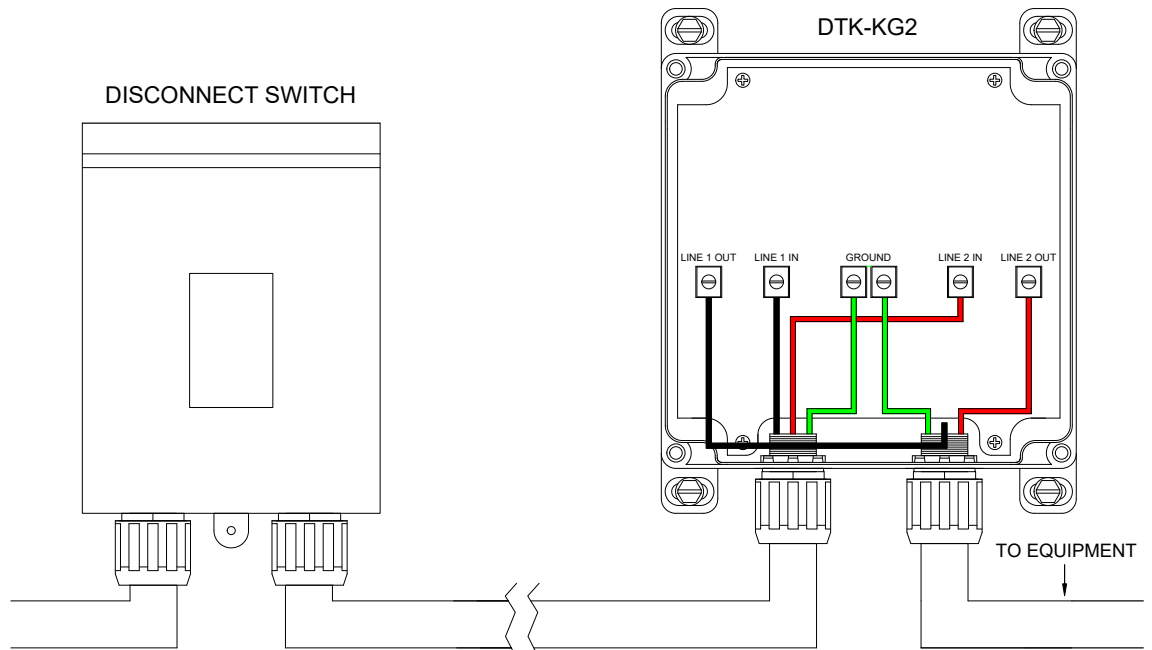 DTK-KG2
DISCONNECT SWITCH
LINE 1 OUT
LINE 1 IN
GROUND
LINE 2 IN
LINE 2 OUT
TO EQUIPMENT